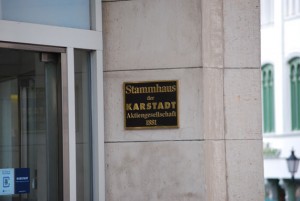 Stammhaus
der
KARSTADT
Aktiengesellschaft
1881